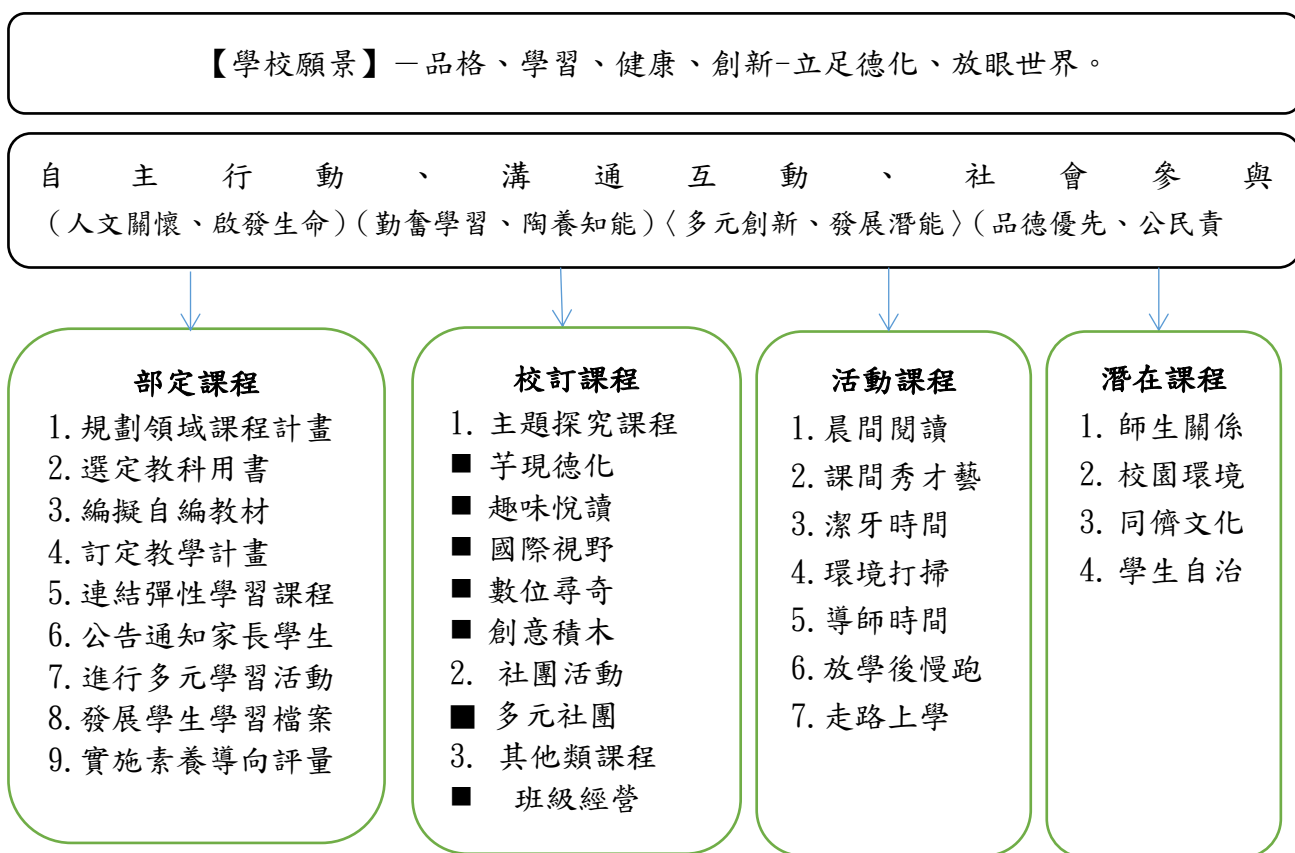 【學校願景】－品格、學習、健康、創新-立足德化、放眼世界。
自主行動、溝通互動、社會參與
(人文關懷、啟發生命)(勤奮學習、陶養知能)〈多元創新、發展潛能〉(品德優先、公民責
部定課程
1.規劃領域課程計畫
2.選定教科用書
3.編擬自編教材
4.訂定教學計畫
5.連結彈性學習課程
6.公告通知家長學生
7.進行多元學習活動
8.發展學生學習檔案
9.實施素養導向評量
校訂課程
1. 主題探究課程
■ 芋現德化
■ 趣味悅讀
■ 國際視野
■ 數位尋奇
■ 創意積木
2. 社團活動
■ 多元社團
3. 其他類課程
■ 班級經營
活動課程
1.晨間閱讀
2.課間秀才藝
3.潔牙時間
4.環境打掃
5.導師時間
6.放學後慢跑
7.走路上學
潛在課程
1. 師生關係
2. 校園環境
3. 同儕文化
4. 學生自治